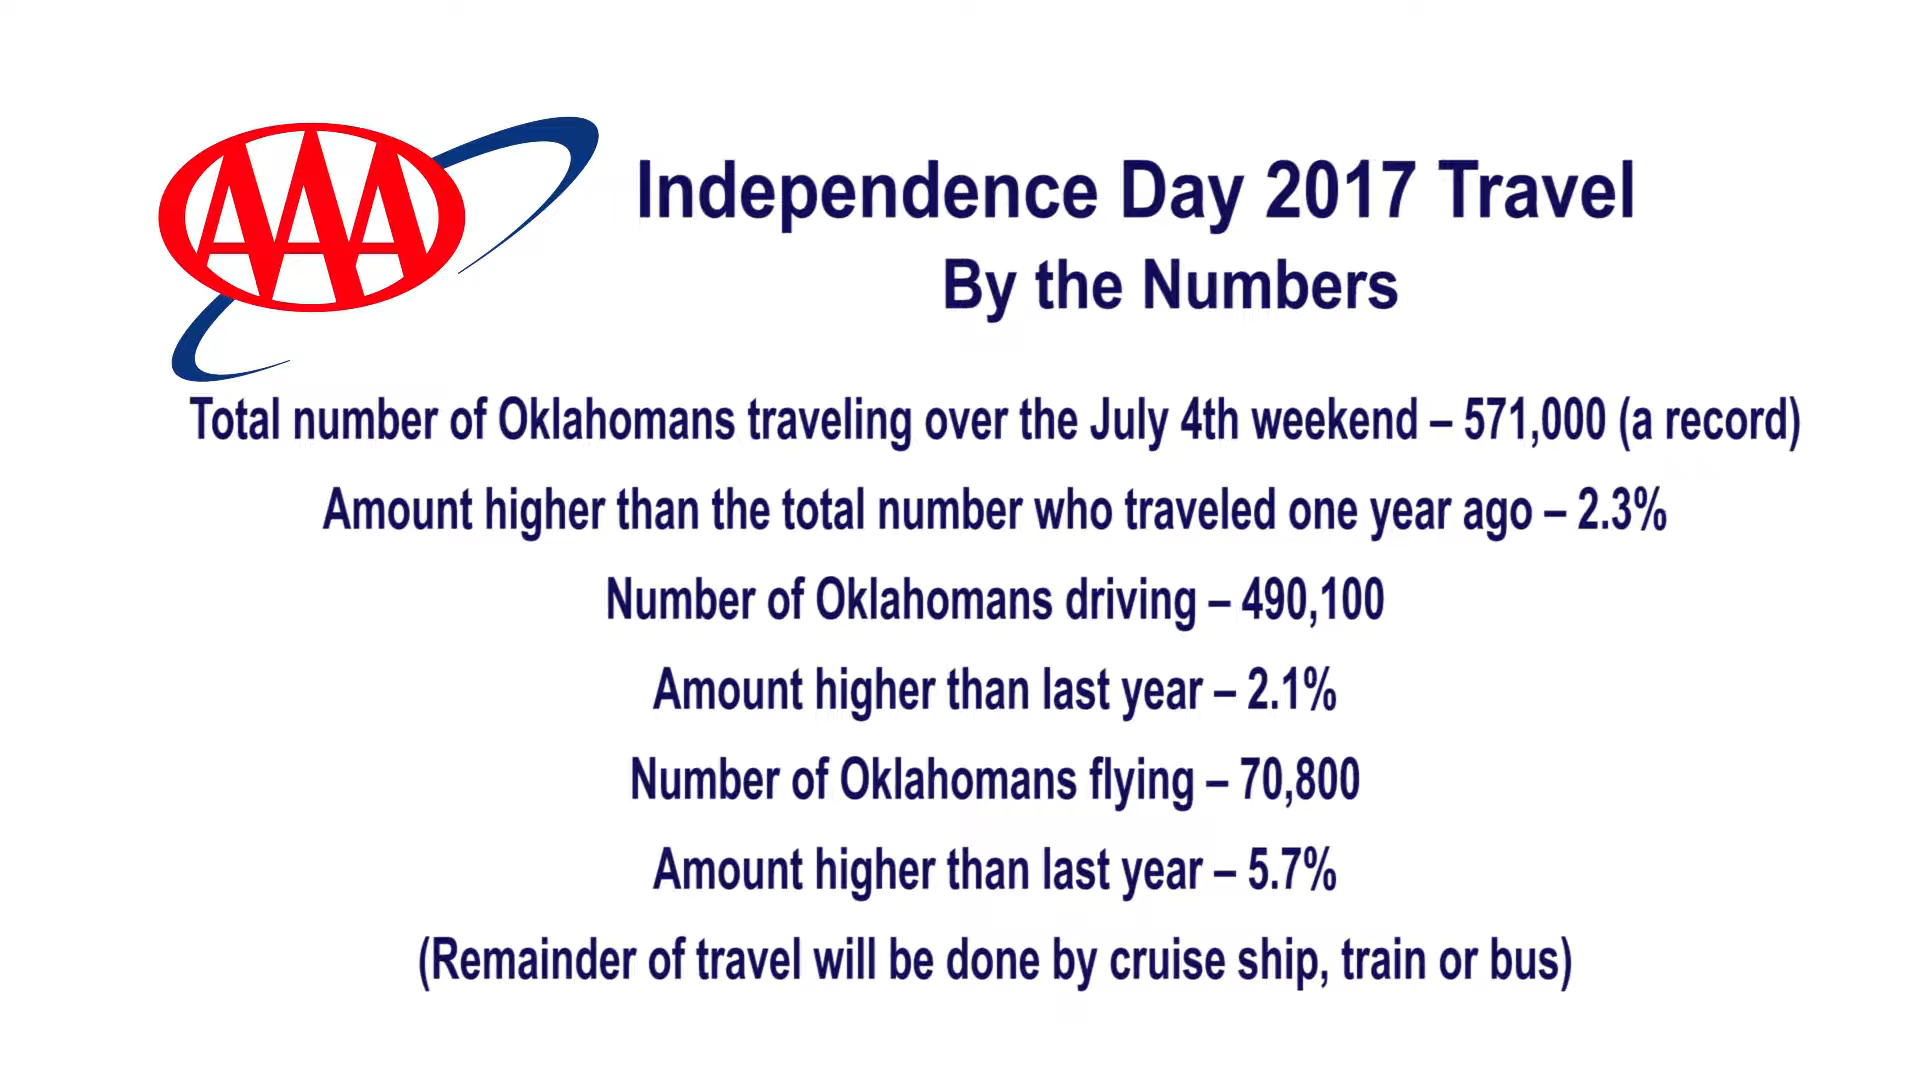 AAA
Independence Day 2017 Travel
By the Numbers
Total number of Oklahomans traveling over the July 4th weekend – 571,000 (a record)
Amount higher than the total number who traveled one year ago – 2.3%
Number of Oklahomans driving – 490,100
Amount higher than last year – 2.1%
Number of Oklahomans flying – 70,800
Amount higher than last year – 5.7%
(Remainder of travel will be done by cruise ship, train or bus)